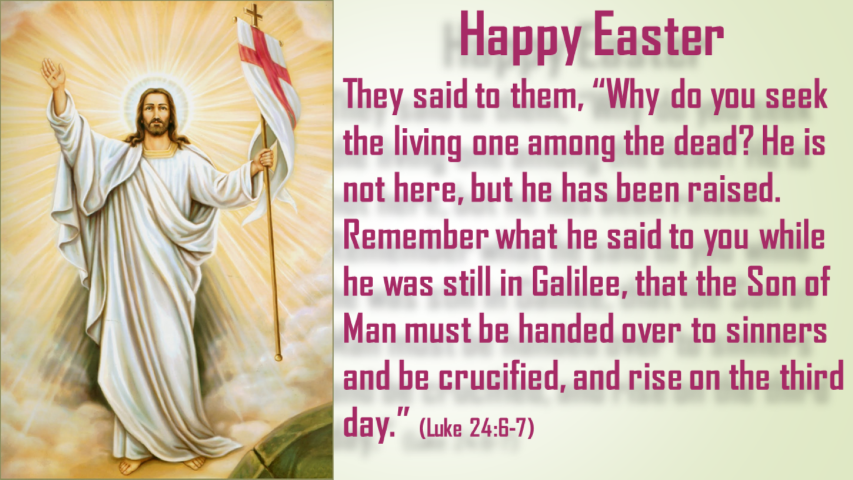 Happy Easter
They said to them, “Why do you seek
the living one among the dead? He is
not here, but he has been raised.
Remember what he said to you while
he was still in Galilee, that the Son of
Man must be handed over to sinners
and be crucified, and rise on the third
day.” (Luke 24:6-7)